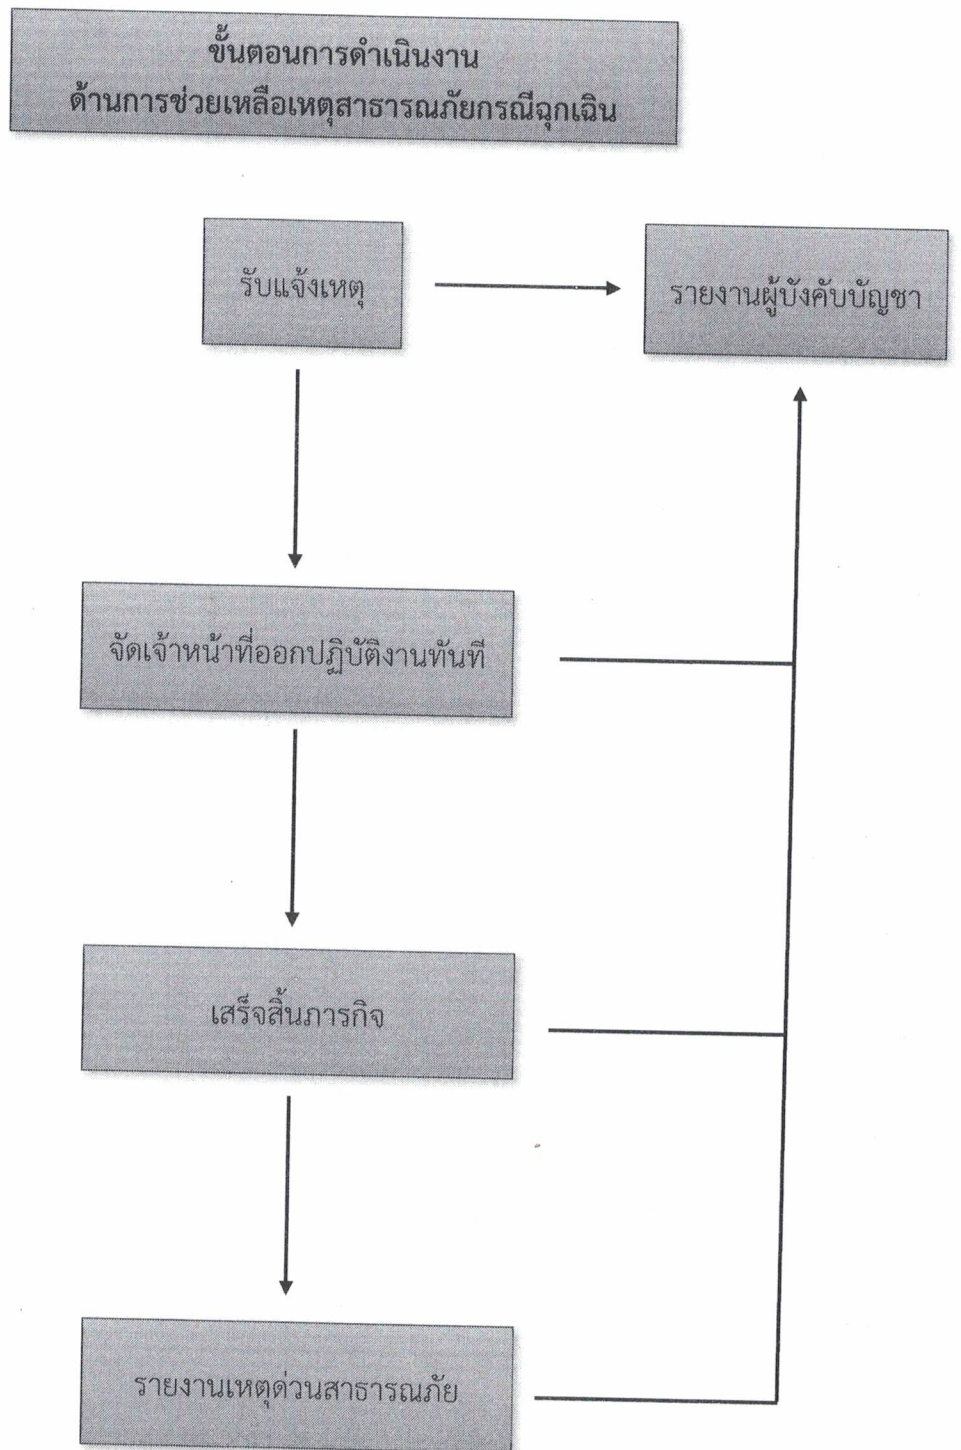 ขั้นตอนการดำเนินงาน
ด้านการช่วยเหลือเหตุสาธารณภัยกรณีฉุกเฉิน
รับแจ้งเหตุ
รายงานผู้บังคับบัญชา
จัดเจ้าหน้าที่ออกปฏิบัติงานทันที
เสร็จสิ้นภารกิจ
รายงานเหตุด่วนสาธารณภัย